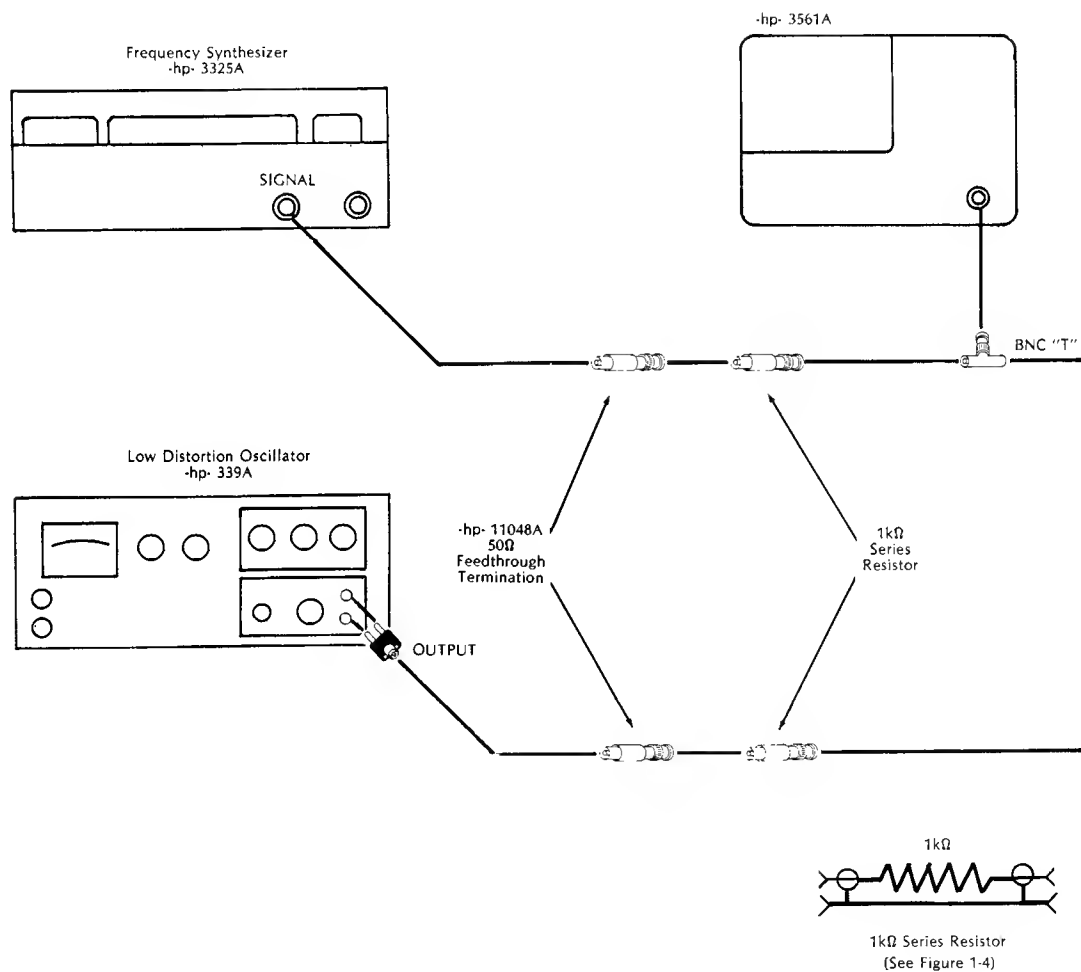 -hp- 3561A
Frequency Synthesizer
-hp- 3325A
SIGNAL
BNC "T"
Low Distortion Oscillator
-hp- 339A
-hp- 11048A
50Ω
Feedthrough
Termination
1kΩ
Series
Resistor
OUTPUT
1kΩ
1kΩ Series Resistor
(See Figure 1-4)